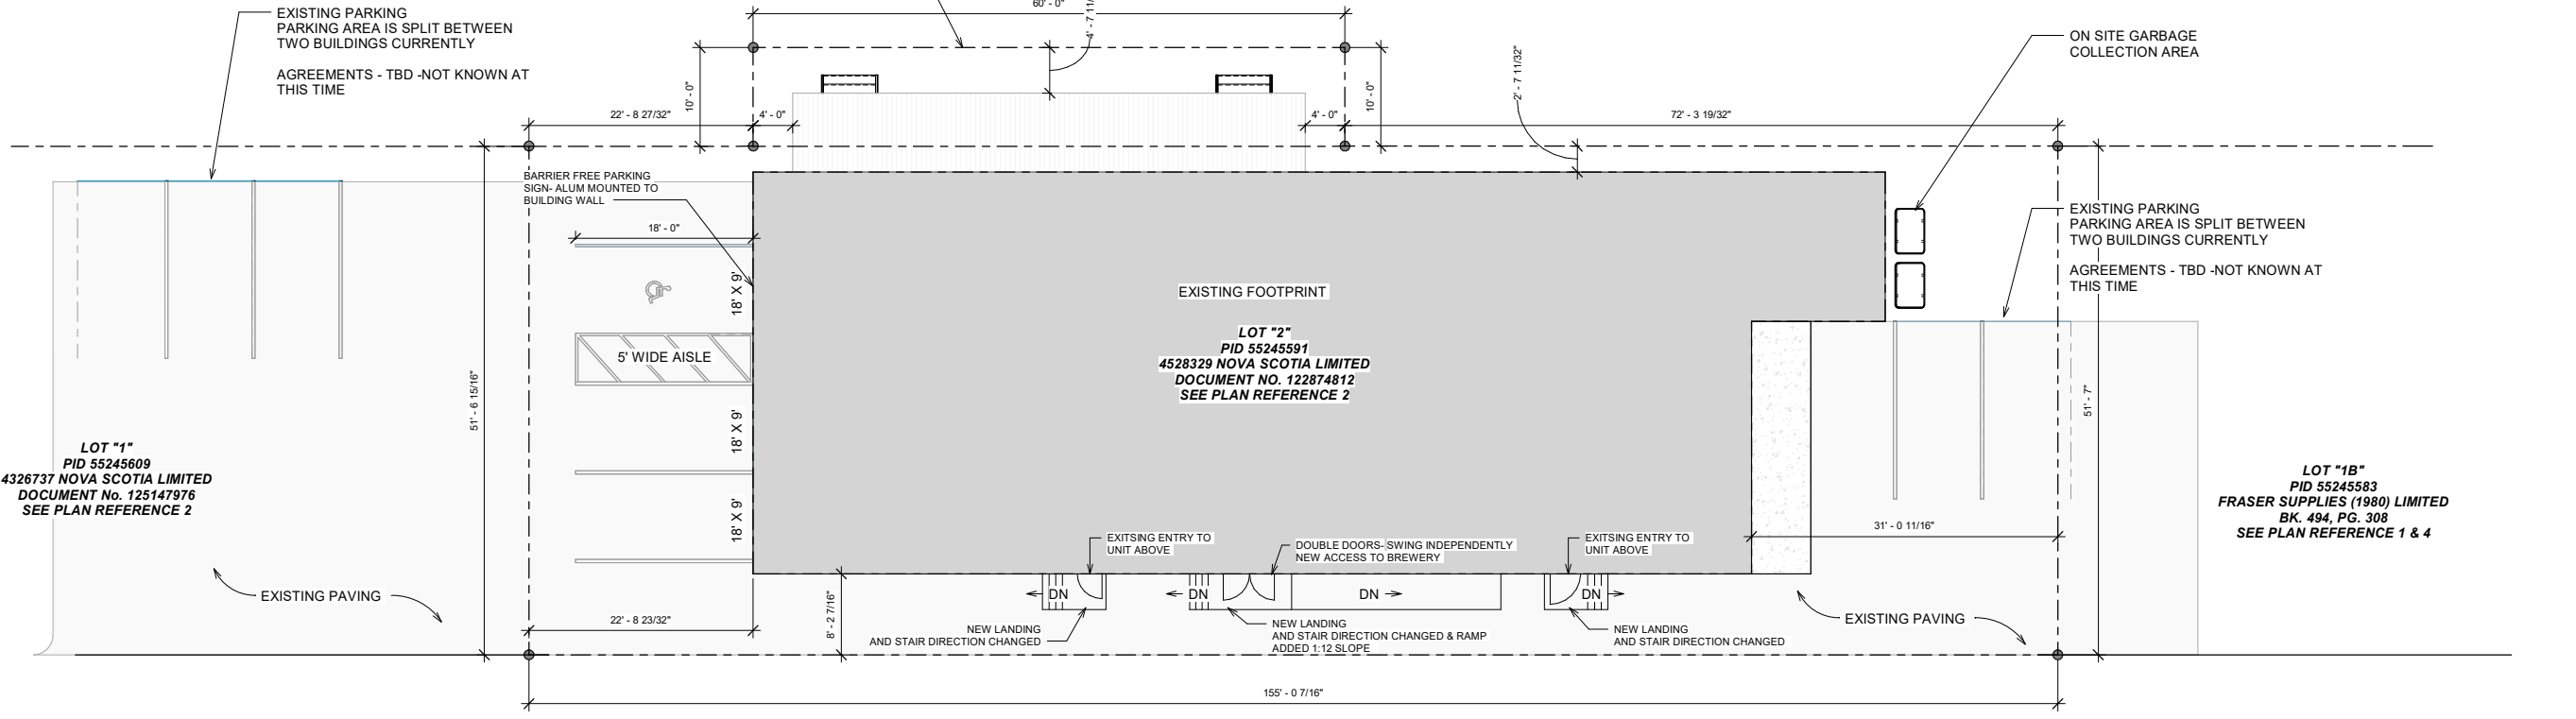 EXISTING PARKING
PARKING AREA IS SPLIT BETWEEN
TWO BUILDINGS CURRENTLY
AGREEMENTS - TBD -NOT KNOWN AT
THIS TIME
60' - 0"
4' - 7 11/
10' - 0"
22' - 8 27/32"
4' - 0"
4' - 0"
10' - 0"
2' - 7 11/32"
72' - 3 19/32"
ON SITE GARBAGE
COLLECTION AREA
BARRIER FREE PARKING
SIGN- ALUM MOUNTED TO
BUILDING WALL
18' - 0"
18' X 9'
5' WIDE AISLE
18' X 9'
18' X 9'
51' - 6 15/16"
EXISTING FOOTPRINT
LOT "2"
PID 55245591
4528329 NOVA SCOTIA LIMITED
DOCUMENT NO. 122874812
SEE PLAN REFERENCE 2
EXISTING PARKING
PARKING AREA IS SPLIT BETWEEN
TWO BUILDINGS CURRENTLY
AGREEMENTS - TBD -NOT KNOWN AT
THIS TIME
51' - 7"
LOT "1"
PID 55245609
4326737 NOVA SCOTIA LIMITED
DOCUMENT No. 125147976
SEE PLAN REFERENCE 2
LOT "1B"
PID 55245583
FRASER SUPPLIES (1980) LIMITED
BK. 494, PG. 308
SEE PLAN REFERENCE 1 & 4
31' - 0 11/16"
EXITSING ENTRY TO
UNIT ABOVE
DOUBLE DOORS- SWING INDEPENDENTLY
NEW ACCESS TO BREWERY
EXITSING ENTRY TO
UNIT ABOVE
EXISTING PAVING
DN
DN
DN
DN
EXISTING PAVING
22' - 8 23/32"
8' - 2 7/16"
NEW LANDING
AND STAIR DIRECTION CHANGED
NEW LANDING
AND STAIR DIRECTION CHANGED & RAMP
ADDED 1:12 SLOPE
NEW LANDING
AND STAIR DIRECTION CHANGED
155' - 0 7/16"